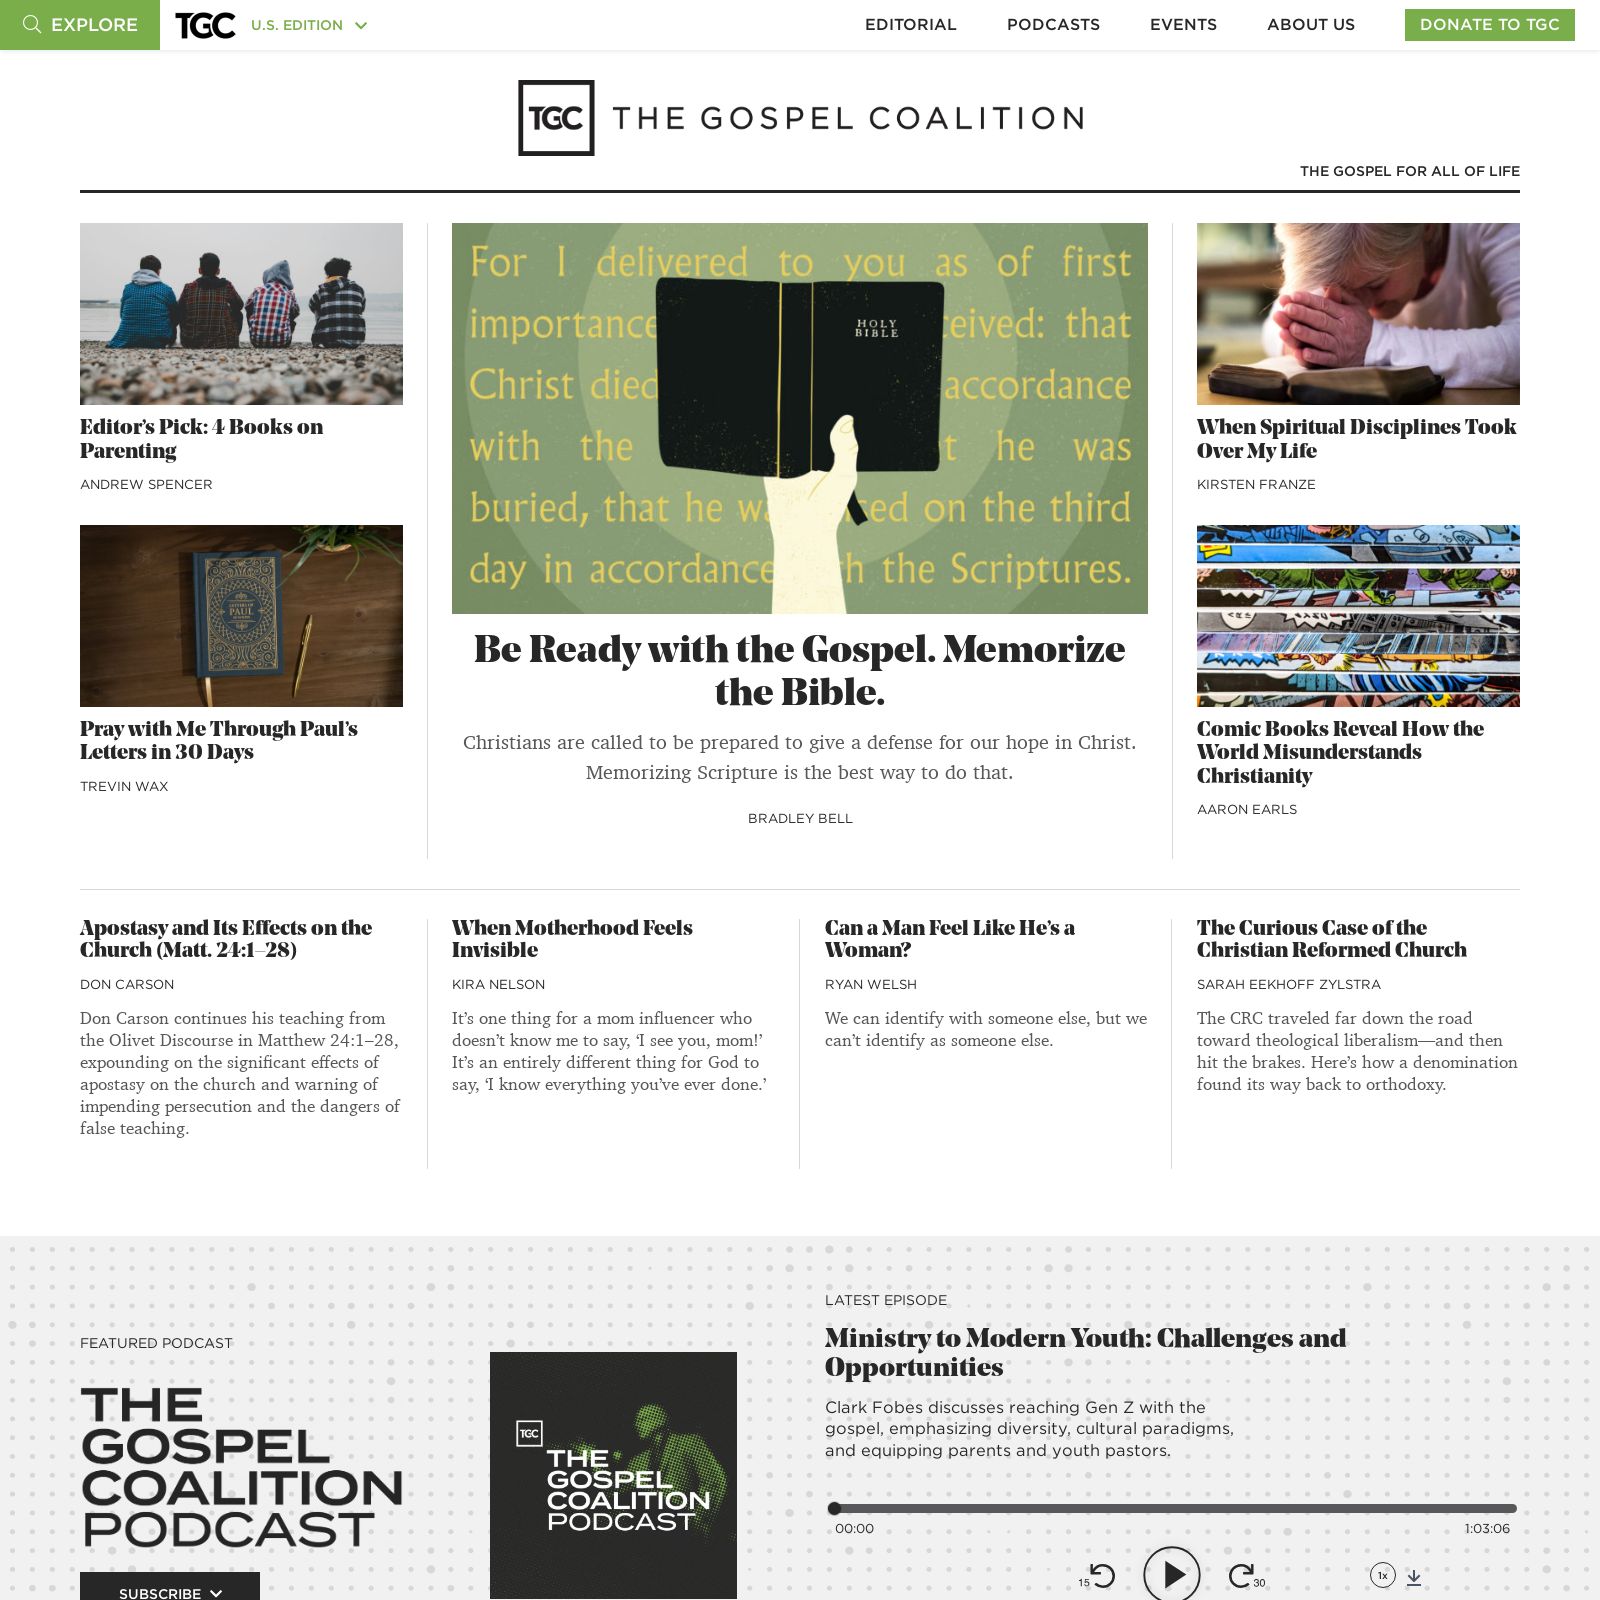 EXPLORE
TGC
U.S. EDITION
EDITORIAL
PODCASTS
EVENTS
ABOUT US
DONATE TO TGC
TGC THE GOSPEL COALITION
THE GOSPEL FOR ALL OF LIFE
Editor's Pick: 4 Books on
Parenting
ANDREW SPENCER
LETTERS OF
PAUL
Pray with Me Through Paul's
Letters in 30 Days
TREVIN WAX
For I delivered to you as of first
importance ceived: that
Christ died accordance
with the t he was
buried, that he wa ed on the third
day in accordance h the Scriptures.
HOLY
BIBLE
Be Ready with the Gospel. Memorize
the Bible.
Christians are called to be prepared to give a defense for our hope in Christ.
Memorizing Scripture is the best way to do that.
BRADLEY BELL
When Spiritual Disciplines Took
Over My Life
KIRSTEN FRANZE
Comic Books Reveal How the
World Misunderstands
Christianity
AARON EARLS
Apostasy and Its Effects on the
Church (Matt. 24:1–28)
DON CARSON
Don Carson continues his teaching from
the Olivet Discourse in Matthew 24:1–28,
expounding on the significant effects of
apostasy on the church and warning of
impending persecution and the dangers of
false teaching.
When Motherhood Feels
Invisible
KIRA NELSON
It's one thing for a mom influencer who
doesn't know me to say, 'I see you, mom!'
It's an entirely different thing for God to
say, 'I know everything you've ever done.'
Can a Man Feel Like He's a
Woman?
RYAN WELSH
We can identify with someone else, but we
can't identify as someone else.
The Curious Case of the
Christian Reformed Church
SARAH EEKHOFF ZYLSTRA
The CRC traveled far down the road
toward theological liberalism—and then
hit the brakes. Here's how a denomination
found its way back to orthodoxy.
FEATURED PODCAST
THE
GOSPEL
COALITION
PODCAST
SUBSCRIBE
TGC
THE
GOSPEL
COALITION
PODCAST
LATEST EPISODE
Ministry to Modern Youth: Challenges and
Opportunities
Clark Fobes discusses reaching Gen Z with the
gospel, emphasizing diversity, cultural paradigms,
and equipping parents and youth pastors.
00:00
1:03:06
15
30
1x